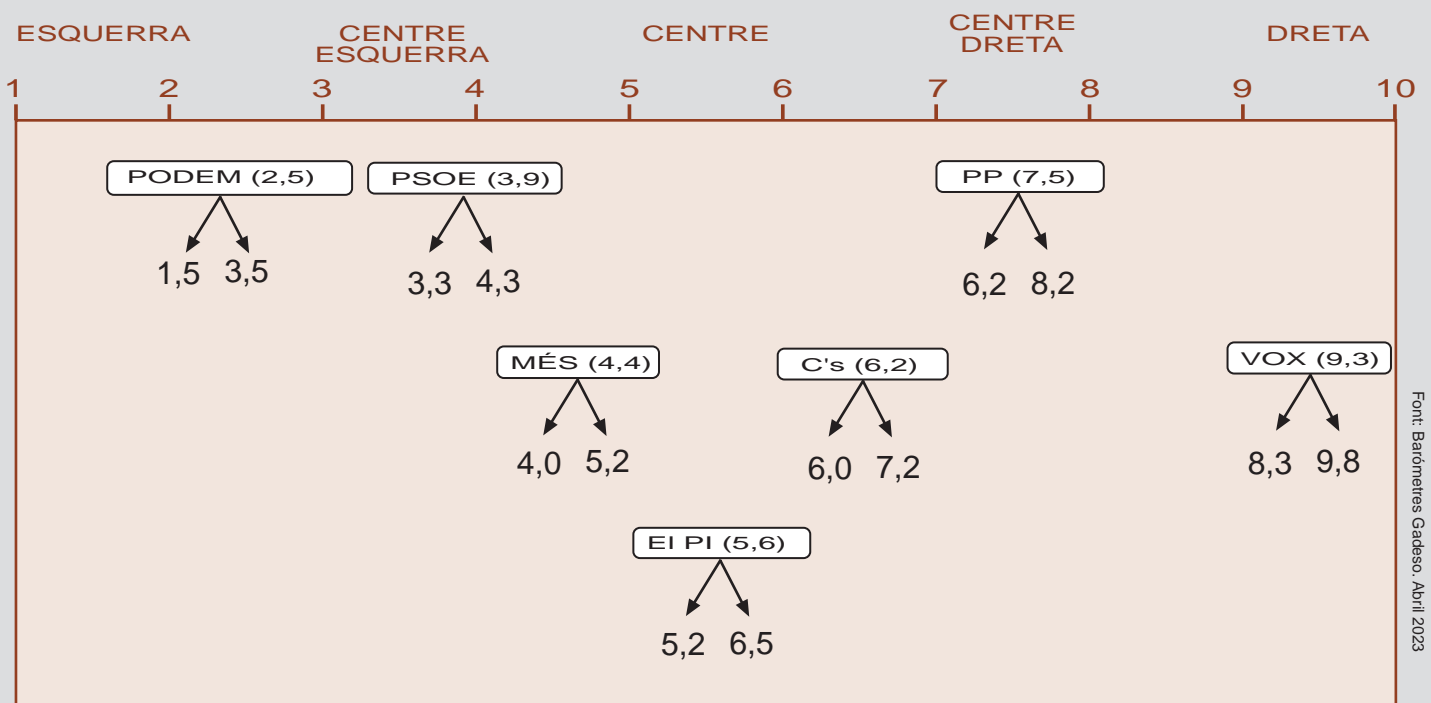 ESQUERRA
CENTRE
ESQUERRA
CENTRE
CENTRE
DRETA
DRETA
1 2 3 4 5 6 7 8 9 10
PODEM (2,5)
1,5 3,5
PSOE (3,9)
3,3 4,3
PP (7,5)
6,2 8,2
MÉS (4,4)
4,0 5,2
C's (6,2)
6,0 7,2
VOX (9,3)
8,3 9,8
El PI (5,6)
5,2 6,5
Font: Barómetres Gadeso. Abril 2023